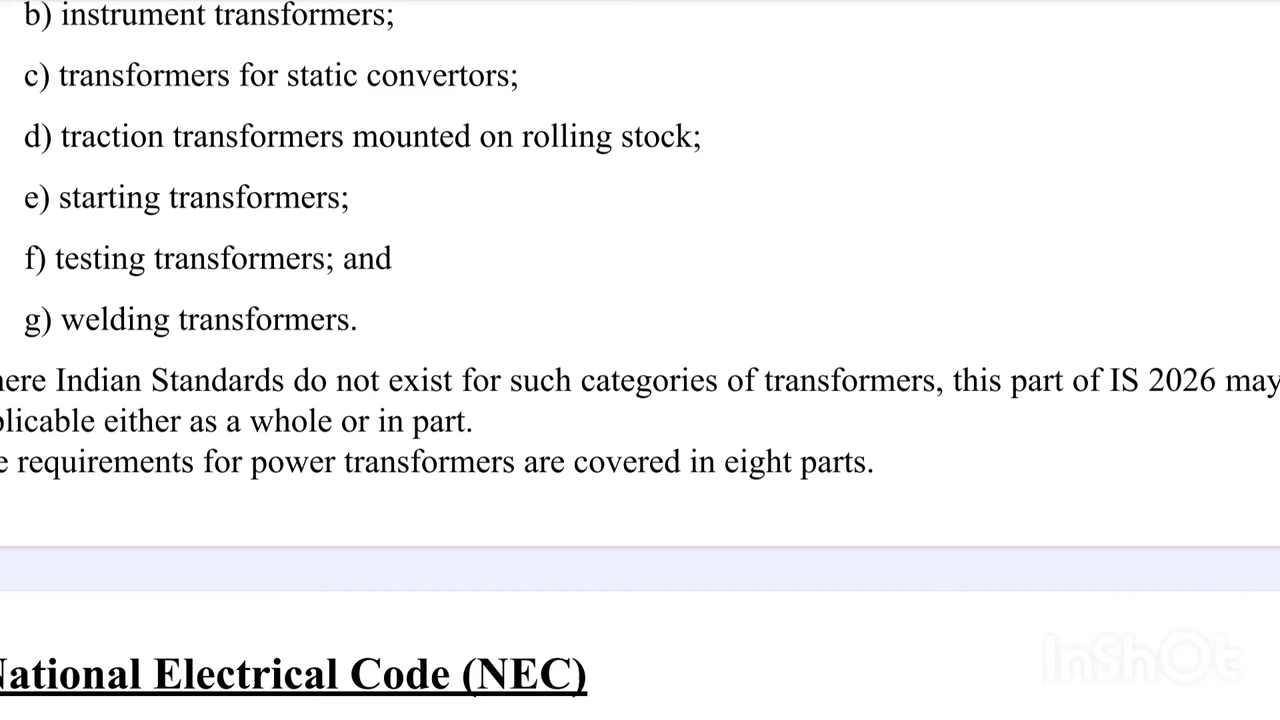 b) instrument transformers;
c) transformers for static convertors;
d) traction transformers mounted on rolling stock;
e) starting transformers;
f) testing transformers; and
g) welding transformers.
ere Indian Standards do not exist for such categories of transformers, this part of IS 2026 may
plicable either as a whole or in part.
e requirements for power transformers are covered in eight parts.
National Electrical Code (NEC)
InShOt